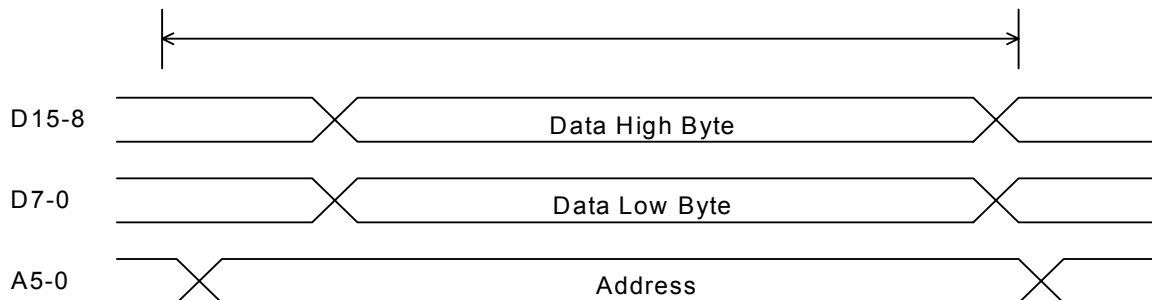 D15-8 Data High Byte
D7-0 Data Low Byte
A5-0 Address